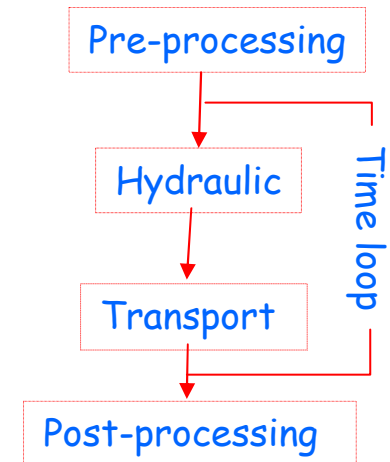 Pre-processing
Hydraulic
Time loop
Transport
Post-processing